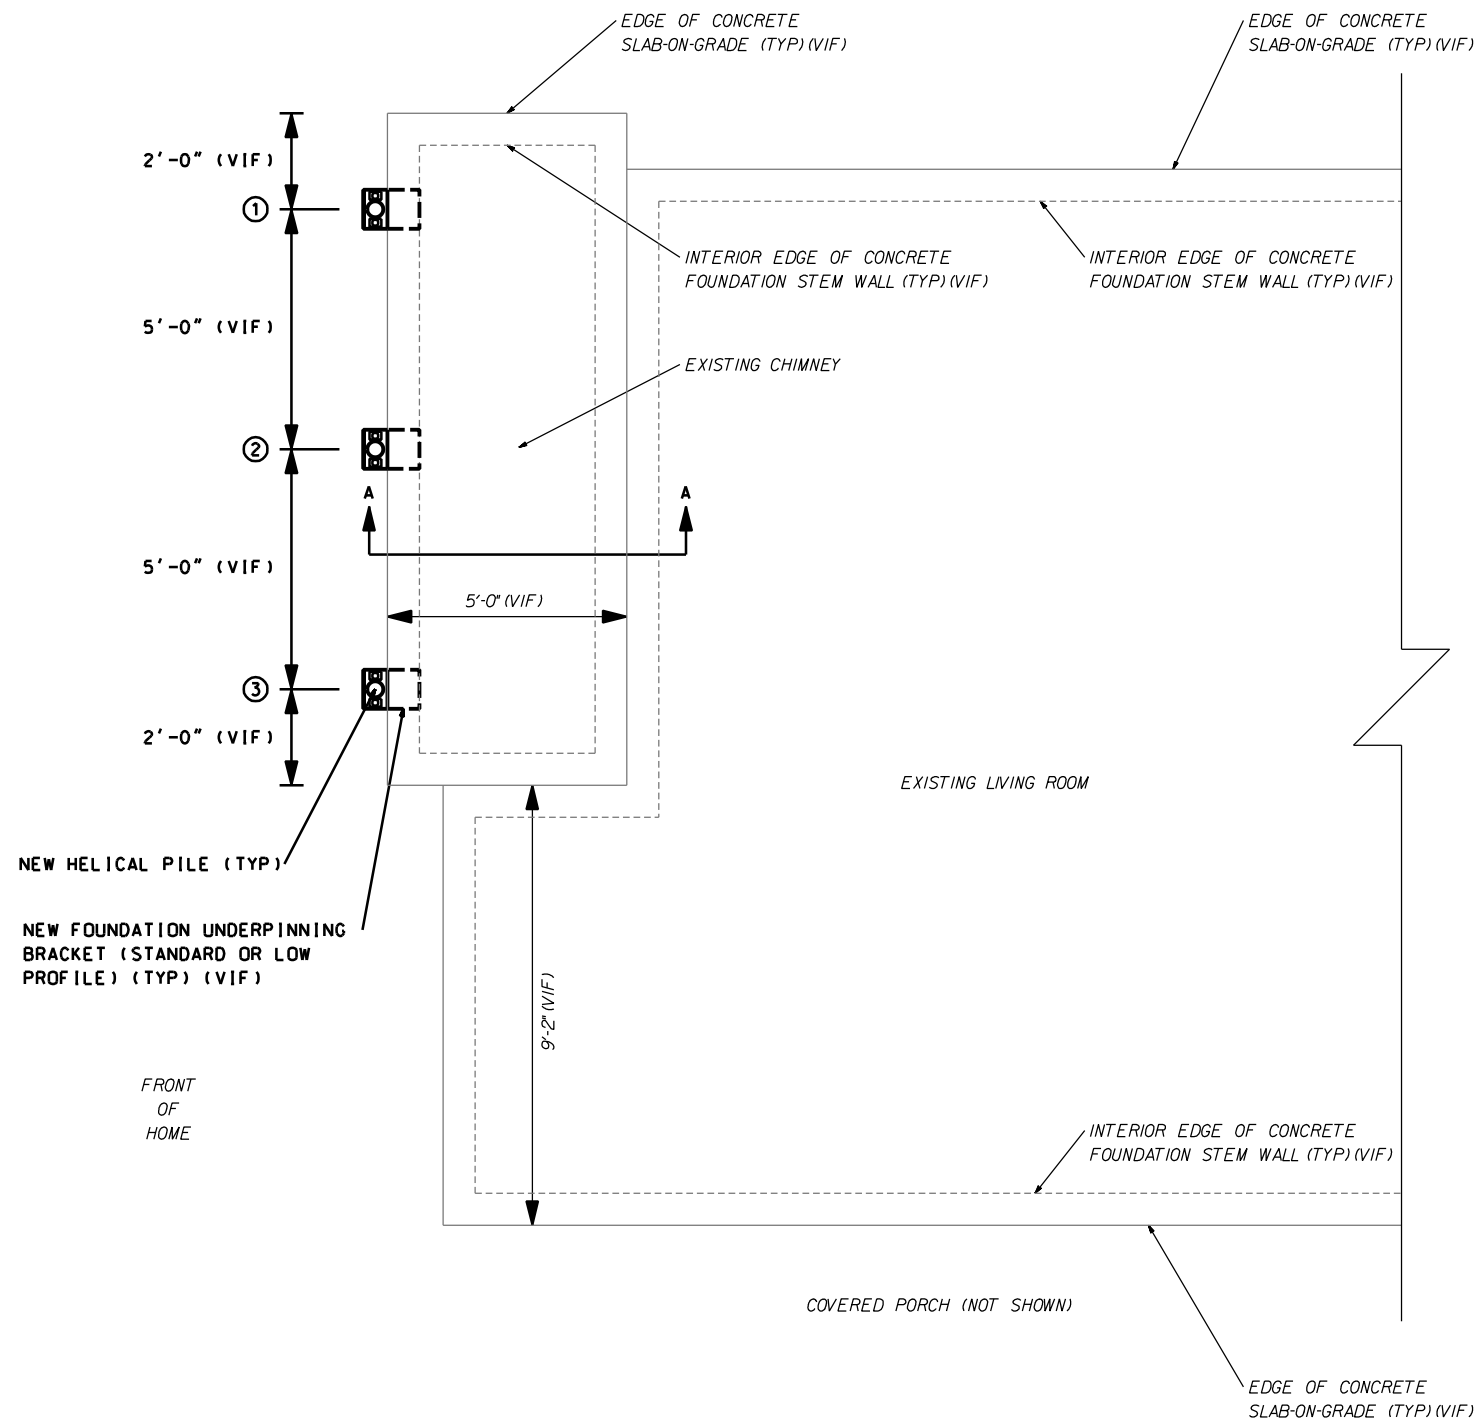 EDGE OF CONCRETE
SLAB-ON-GRADE (TYP) (VIF)
EDGE OF CONCRETE
SLAB-ON-GRADE (TYP) (VIF)
2'-0" (VIF)
1
INTERIOR EDGE OF CONCRETE
FOUNDATION STEM WALL (TYP) (VIF)
INTERIOR EDGE OF CONCRETE
FOUNDATION STEM WALL (TYP) (VIF)
5'-0" (VIF)
EXISTING CHIMNEY
2
A
A
5'-0" (VIF)
5'-0" (VIF)
3
2'-0" (VIF)
EXISTING LIVING ROOM
NEW HELICAL PILE (TYP)
NEW FOUNDATION UNDERPINNING
BRACKET (STANDARD OR LOW
PROFILE) (TYP) (VIF)
9'-2" (VIF)
FRONT
OF
HOME
INTERIOR EDGE OF CONCRETE
FOUNDATION STEM WALL (TYP) (VIF)
COVERED PORCH (NOT SHOWN)
EDGE OF CONCRETE
SLAB-ON-GRADE (TYP) (VIF)